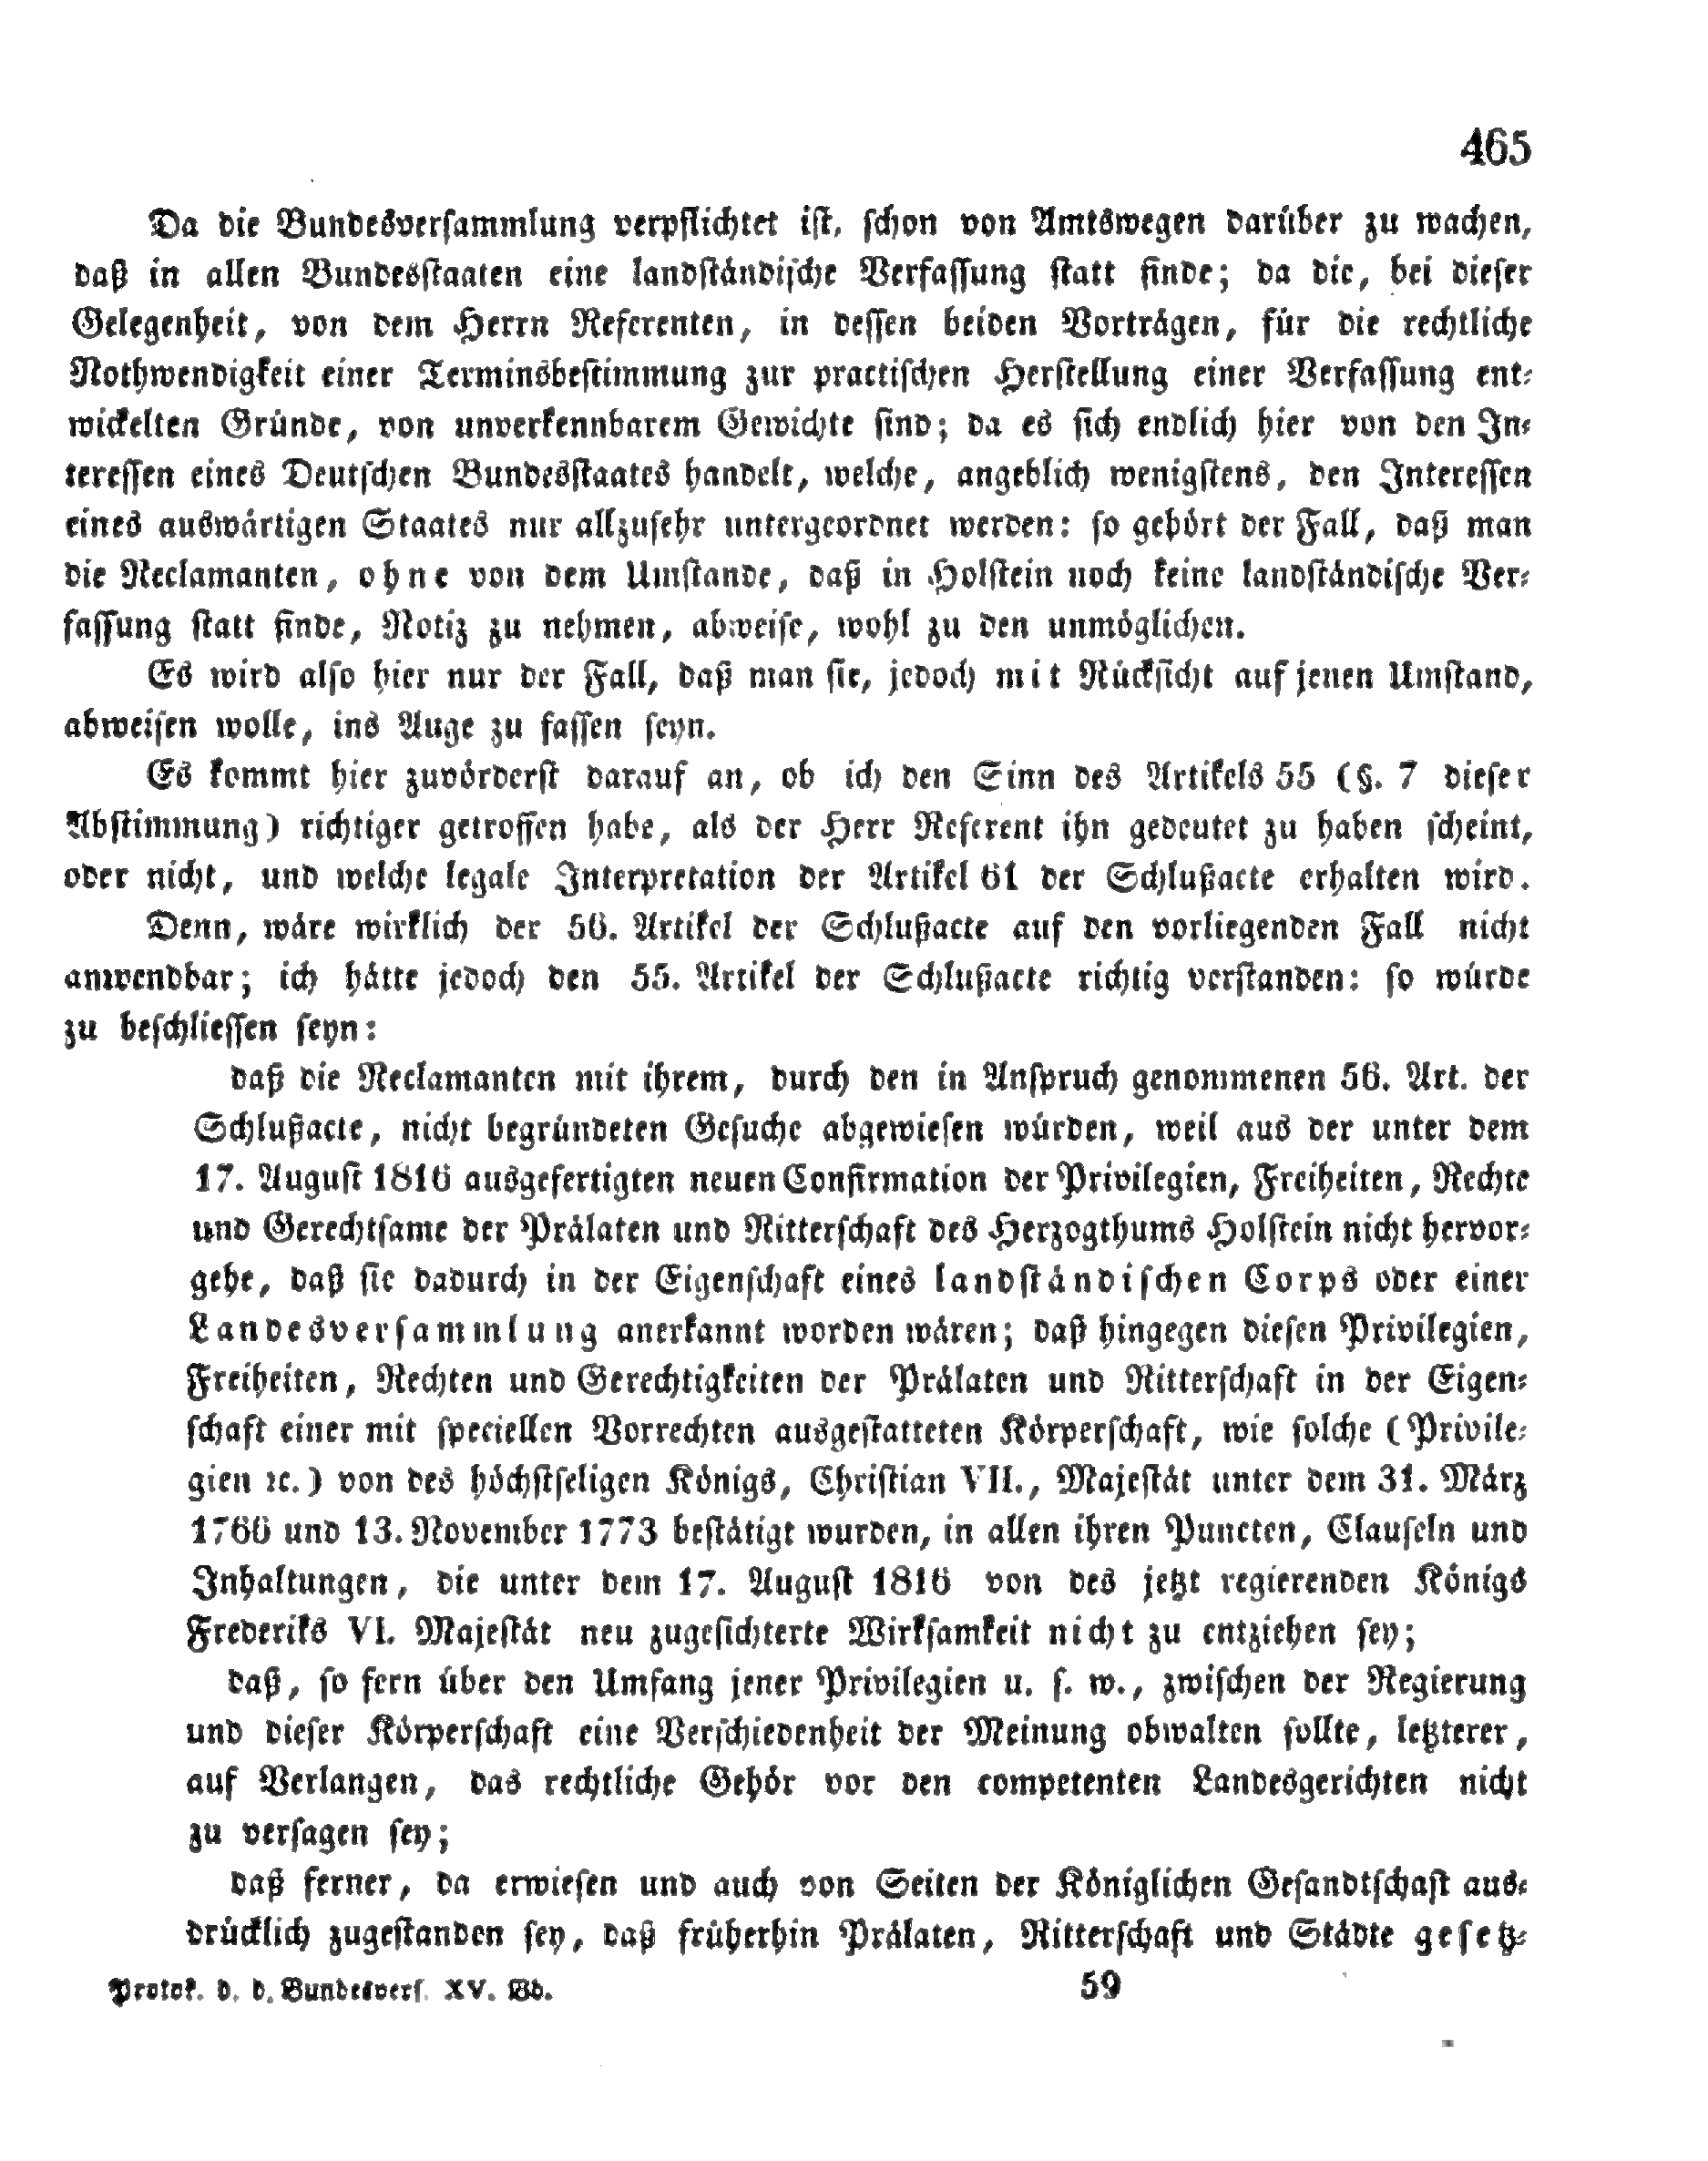 465
Da die Bundesversammlung verpflichtet ist, schon von Amtswegen darüber zu wachen,
daß in allen Bundesstaaten eine landständische Verfassung statt finde; da die, bei dieser
Gelegenheit, von dem Herrn Referenten, in dessen beiden Vorträgen, für die rechtliche
Nothwendigkeit einer Terminsbestimmung zur practischen Herstellung einer Verfassung ent-
wickelten Gründe, von unverkennbarem Gewichte sind; da es sich endlich hier von den In-
teressen eines Deutschen Bundesstaates handelt, welche, angeblich wenigstens, den Interessen
eines auswärtigen Staates nur allzusehr untergeordnet werden: so gehört der Fall, daß man
die Reclamanten, ohne von dem Umstande, daß in Holstein noch keine landständische Ver-
fassung statt finde, Notiz zu nehmen, abweise, wohl zu den unmöglichen.
Es wird also hier nur der Fall, daß man sie, jedoch mit Rücksicht auf jenen Umstand,
abweisen wolle, ins Auge zu fassen seyn.
Es kommt hier zuvörderst darauf an, ob ich den Sinn des Artikels 55 (§. 7 dieser
Abstimmung) richtiger getroffen habe, als der Herr Referent ihn gedeutet zu haben scheint,
oder nicht, und welche legale Interpretation der Artikel 61 der Schlußacte erhalten wird.
Denn, wäre wirklich der 56. Artikel der Schlußacte auf den vorliegenden Fall nicht
anwendbar; ich hätte jedoch den 55. Artikel der Schlußacte richtig verstanden: so würde
zu beschliessen seyn:
daß die Reclamanten mit ihrem, durch den in Anspruch genommenen 56. Art. der
Schlußacte, nicht begründeten Gesuche abgewiesen würden, weil aus der unter dem
17. August 1816 ausgefertigten neuen Confirmation der Privilegien, Freiheiten, Rechte
und Gerechtsame der Prälaten und Ritterschaft des Herzogthums Holstein nicht hervor-
gehe, daß sie dadurch in der Eigenschaft eines landständischen Corps oder einer
Landesversammlung anerkannt worden wären; daß hingegen diesen Privilegien,
Freiheiten, Rechten und Gerechtigkeiten der Prälaten und Ritterschaft in der Eigen-
schaft einer mit speciellen Vorrechten ausgestatteten Körperschaft, wie solche (Privile-
gien ꝛc.) von des höchstseligen Königs, Christian VII., Majestät unter dem 31. März
1766 und 13. November 1773 bestätigt wurden, in allen ihren Puncten, Clauseln und
Inhaltungen, die unter dem 17. August 1816 von des jetzt regierenden Königs
Frederiks VI. Majestät neu zugesichterte Wirksamkeit nicht zu entziehen sey;
daß, so fern über den Umfang jener Privilegien u. s. w., zwischen der Regierung
und dieser Körperschaft eine Verschiedenheit der Meinung obwalten sollte, letzterer,
auf Verlangen, das rechtliche Gehör vor den competenten Landesgerichten nicht
zu versagen sey;
daß ferner, da erwiesen und auch von Seiten der Königlichen Gesandtschaft aus-
drücklich zugestanden sey, daß früherhin Prälaten, Ritterschaft und Städte gesetz-
Protok. d. d. Bundesvers. XV. Bd. 59